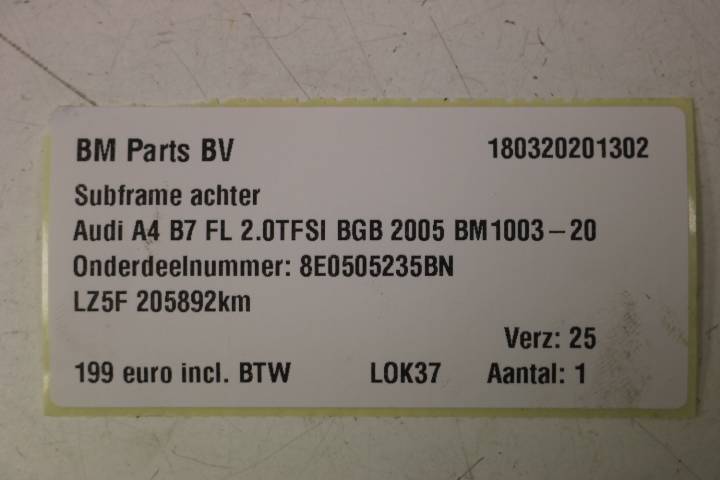 BM Parts BV 180320201302
Subframe achter
Audi A4 B7 FL 2.0TFSI BGB 2005 BM1003-20
Onderdeelnummer: 8E0505235BN
LZ5F 205892km
Verz: 25
199 euro incl. BTW LOK37 Aantal: 1